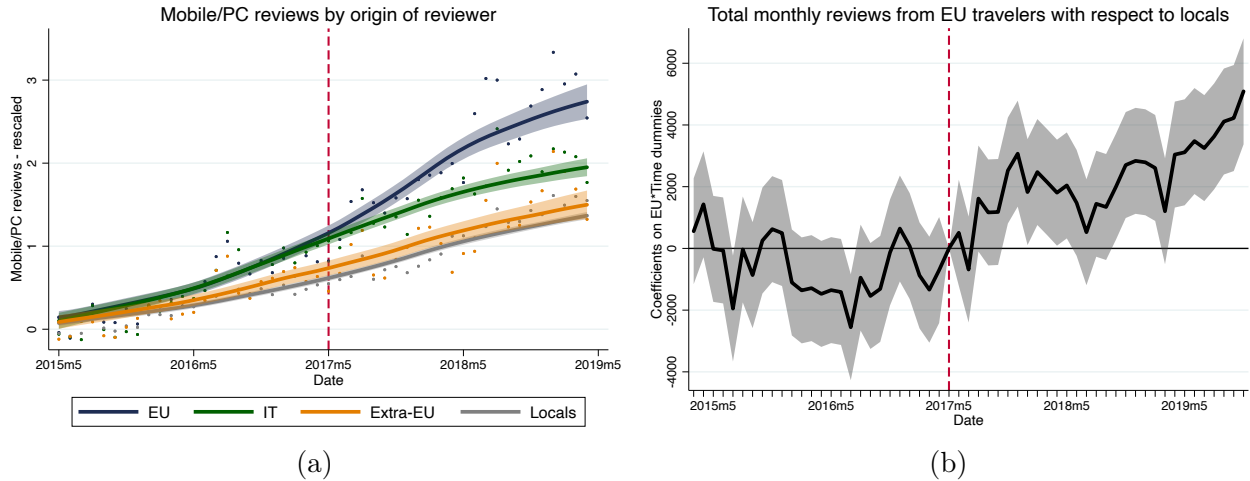 Mobile/PC reviews by origin of reviewer
Mobile/PC reviews - rescaled
3
2
1
0
2015m5 2016m5 2017m5 2018m5 2019m5
Date
EU IT Extra-EU Locals
(a)
Total monthly reviews from EU travelers with respect to locals
Coefficients on EU*Time dummies
6000
4000
2000
0
-2000
-4000
2015m5 2016m5 2017m5 2018m5 2019m5
Date
(b)